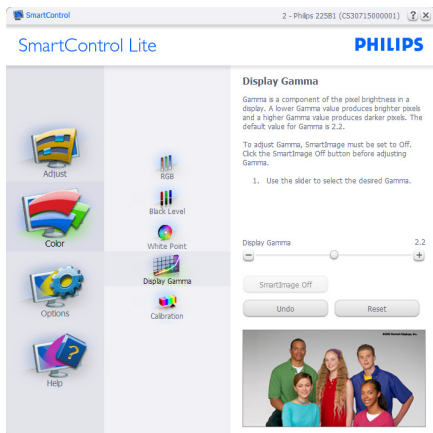 SmartControl
2 - Philips 225B1 (CS30715000001)
?
X
SmartControl Lite
PHILIPS
Adjust
Color
Options
Help
RGB
Black Level
White Point
Display Gamma
Calibration
Display Gamma
Gamma is a component of the pixel brightness in a
display. A lower Gamma value produces brighter pixels
and a higher Gamma value produces darker pixels. The
default value for Gamma is 2.2.
To adjust Gamma, SmartImage must be set to Off.
Click the SmartImage Off button before adjusting
Gamma.
1. Use the slider to select the desired Gamma.
Display Gamma 2.2
SmartImage Off
Undo
Reset